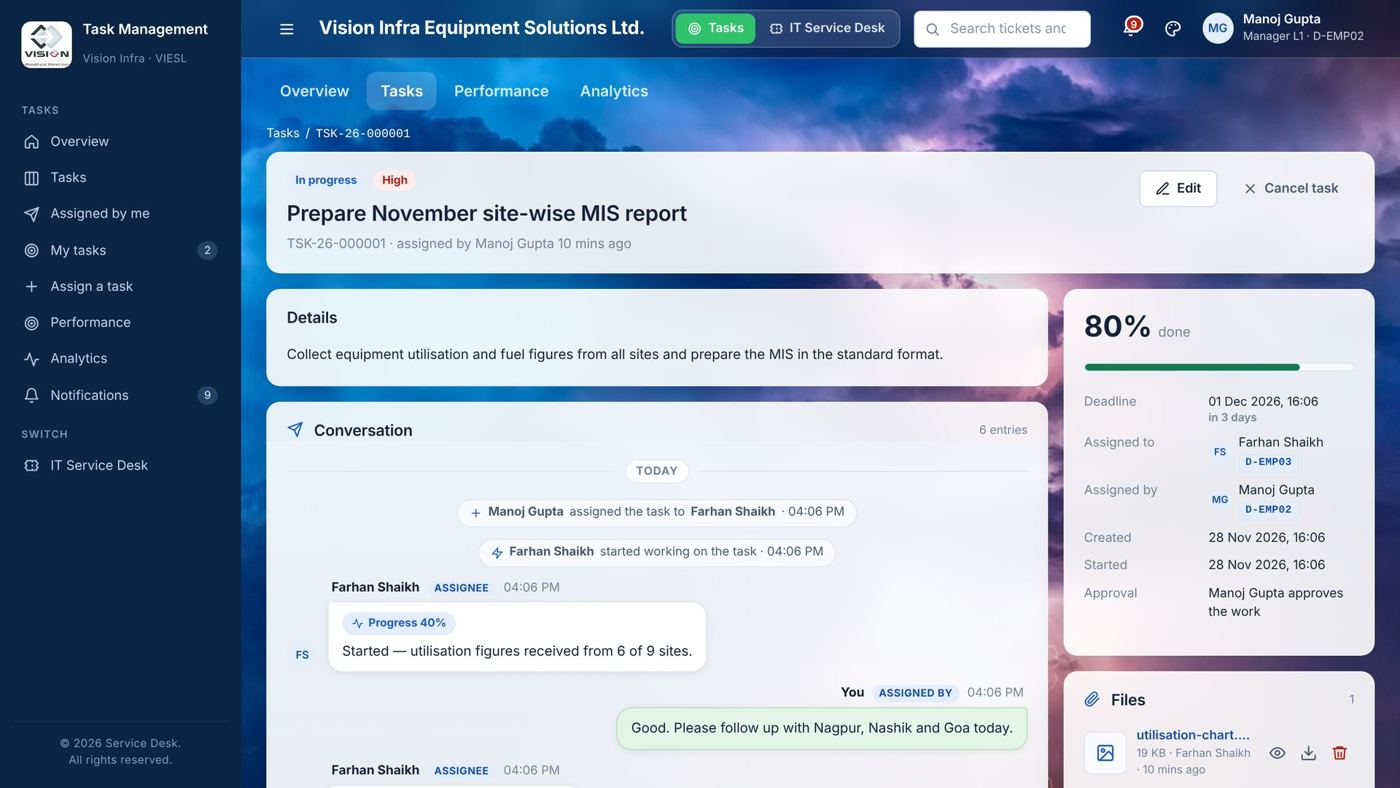 VISION
Task Management
Vision Infra · VIESL
TASKS
Overview
Tasks
Assigned by me
My tasks 2
Assign a task
Performance
Analytics
Notifications 9
SWITCH
IT Service Desk
© 2026 Service Desk.
All rights reserved.
Vision Infra Equipment Solutions Ltd.
Tasks
IT Service Desk
Search tickets and
9
MG
Manoj Gupta
Manager L1 · D-EMP02
Overview Tasks Performance Analytics
Tasks / TSK-26-000001
In progress High
Prepare November site-wise MIS report
TSK-26-000001 · assigned by Manoj Gupta 10 mins ago
Edit
Cancel task
Details
Collect equipment utilisation and fuel figures from all sites and prepare the MIS in the standard format.
Conversation 6 entries
TODAY
Manoj Gupta assigned the task to Farhan Shaikh · 04:06 PM
Farhan Shaikh started working on the task · 04:06 PM
Farhan Shaikh ASSIGNEE 04:06 PM
Progress 40%
FS
Started — utilisation figures received from 6 of 9 sites.
You ASSIGNED BY 04:06 PM
Good. Please follow up with Nagpur, Nashik and Goa today.
Farhan Shaikh ASSIGNEE 04:06 PM
80% done
Deadline 01 Dec 2026, 16:06
in 3 days
Assigned to FS Farhan Shaikh
D-EMP03
Assigned by MG Manoj Gupta
D-EMP02
Created 28 Nov 2026, 16:06
Started 28 Nov 2026, 16:06
Approval Manoj Gupta approves
the work
Files 1
utilisation-chart....
19 KB · Farhan Shaikh
· 10 mins ago